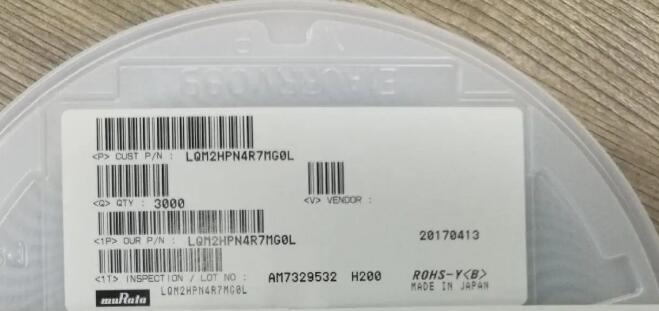 <P> CUST P/N : LQM2HPN4R7MG0L
<Q> QTY : 3000
<V> VENDOR :
<1P> OUR P/N : LQM2HPN4R7MG0L
20170413
<1T> INSPECTION / LOT NO : AM7329532 H200 ROHS-Y<B>
muRata LQM2HPN4R7MG0L MADE IN JAPAN